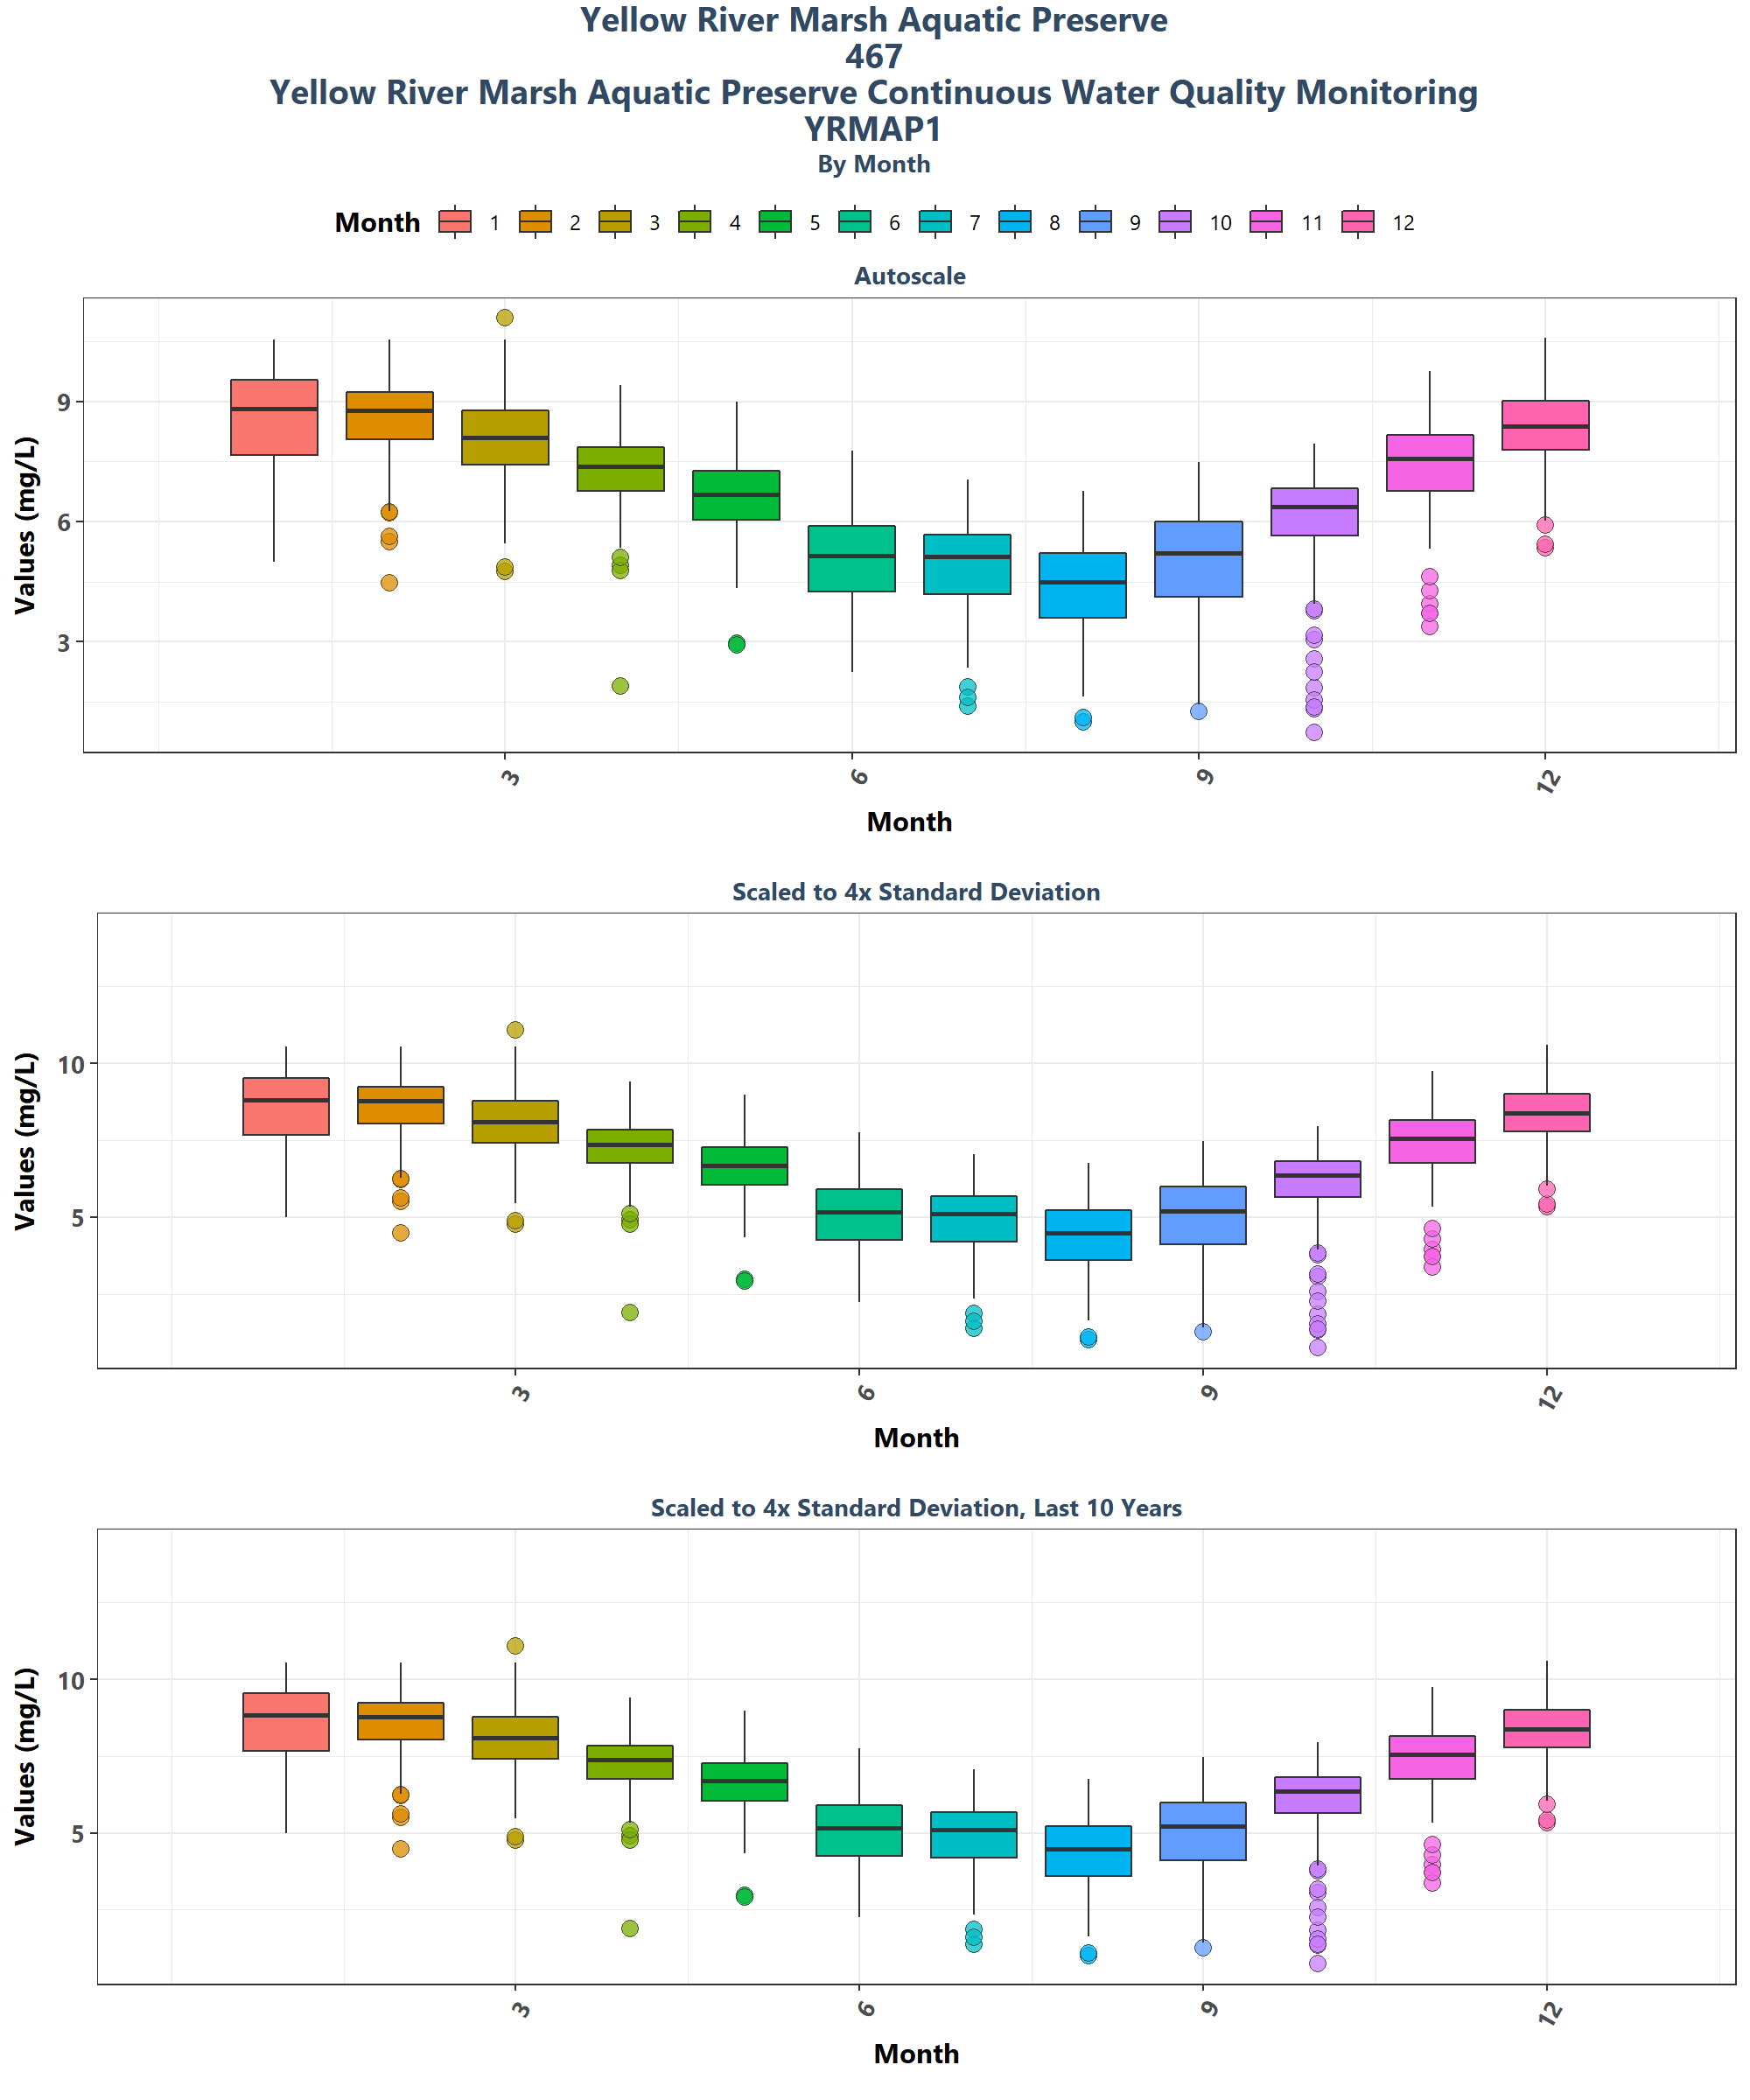 Yellow River Marsh Aquatic Preserve
467
Yellow River Marsh Aquatic Preserve Continuous Water Quality Monitoring
YRMAP1
By Month
Month 1 2 3 4 5 6 7 8 9 10 11 12
Autoscale
Values (mg/L)
9
6
3
3 6 9 12
Month
Scaled to 4x Standard Deviation
Values (mg/L)
10
5
3 6 9 12
Month
Scaled to 4x Standard Deviation, Last 10 Years
Values (mg/L)
10
5
3 6 9 12
Month